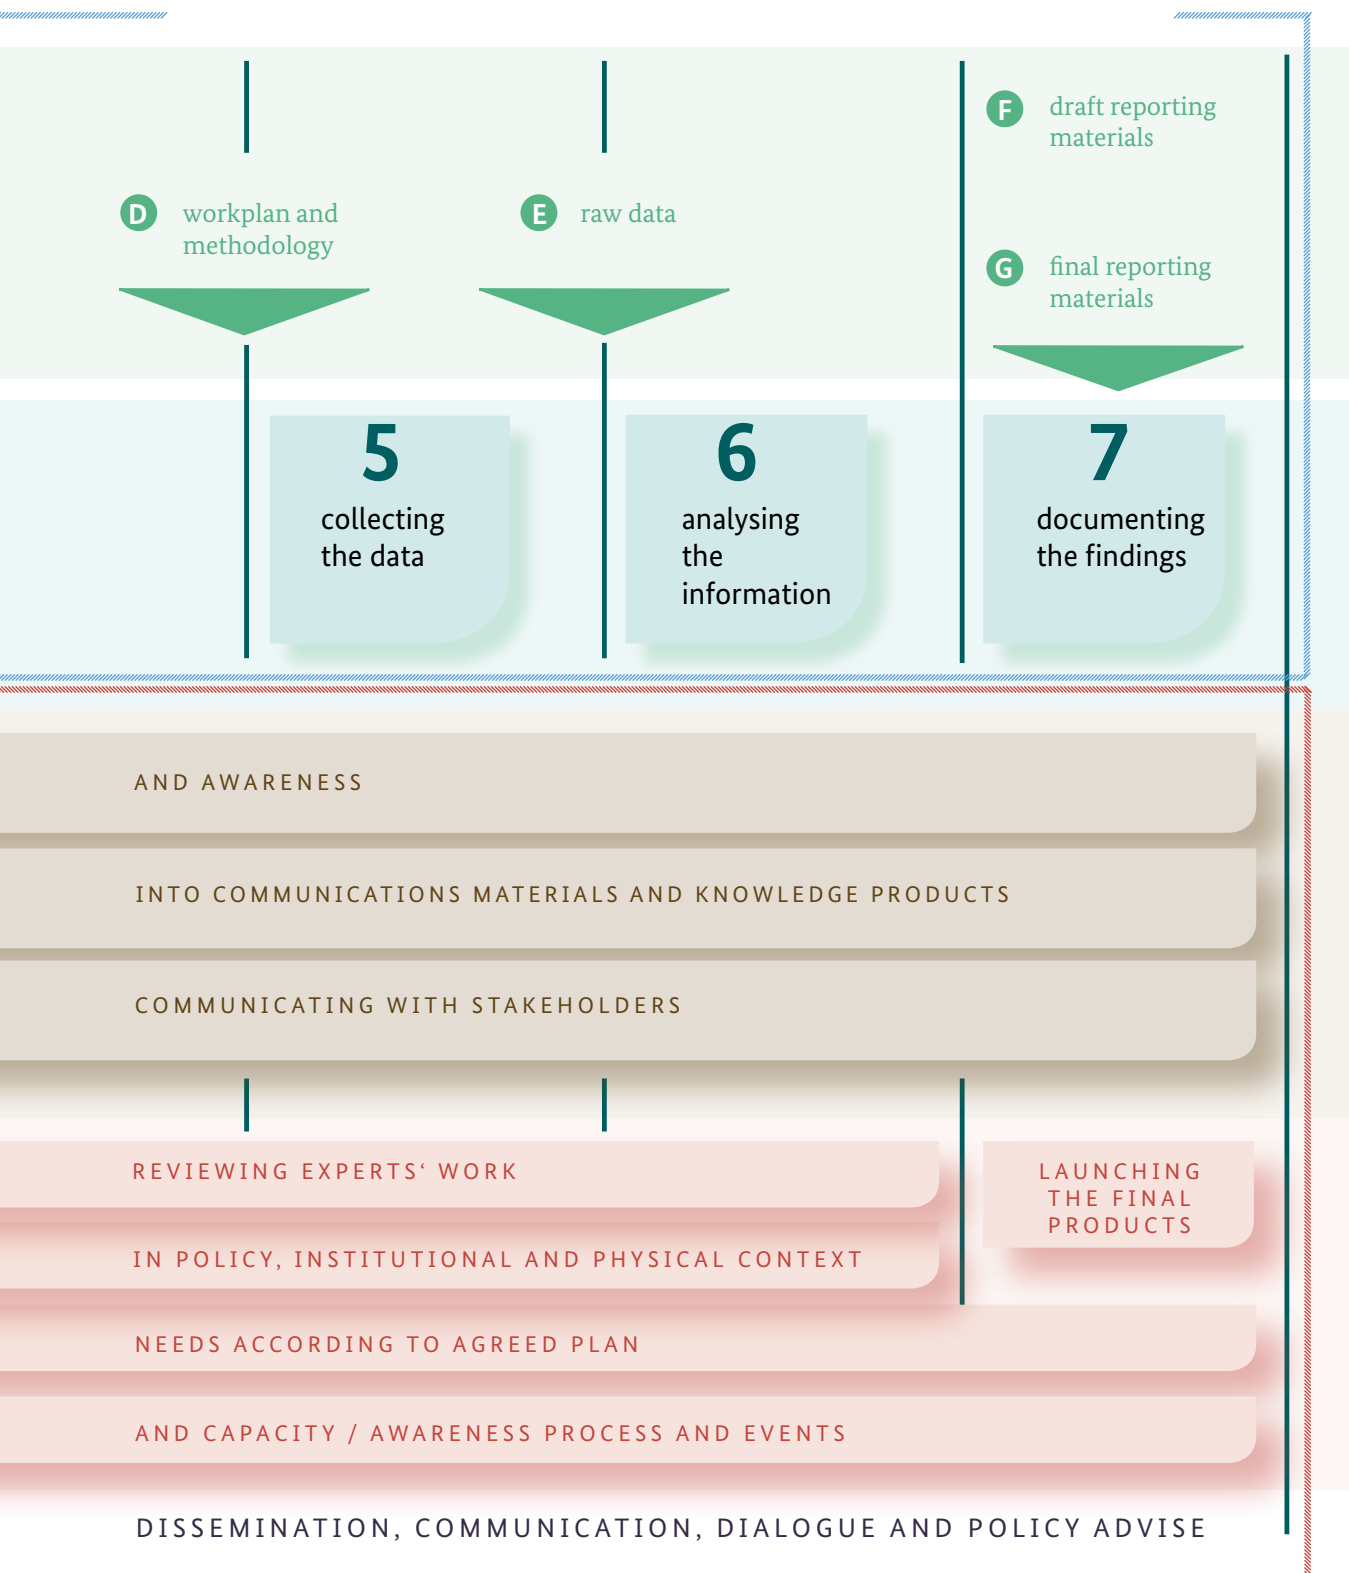 F
draft reporting
materials
D
workplan and
methodology
E
raw data
G
final reporting
materials
5
collecting
the data
6
analysing
the
information
7
documenting
the findings
AND AWARENESS
INTO COMMUNICATIONS MATERIALS AND KNOWLEDGE PRODUCTS
COMMUNICATING WITH STAKEHOLDERS
REVIEWING EXPERTS‘ WORK
LAUNCHING
THE FINAL
PRODUCTS
IN POLICY, INSTITUTIONAL AND PHYSICAL CONTEXT
NEEDS ACCORDING TO AGREED PLAN
AND CAPACITY / AWARENESS PROCESS AND EVENTS
DISSEMINATION, COMMUNICATION, DIALOGUE AND POLICY ADVISE